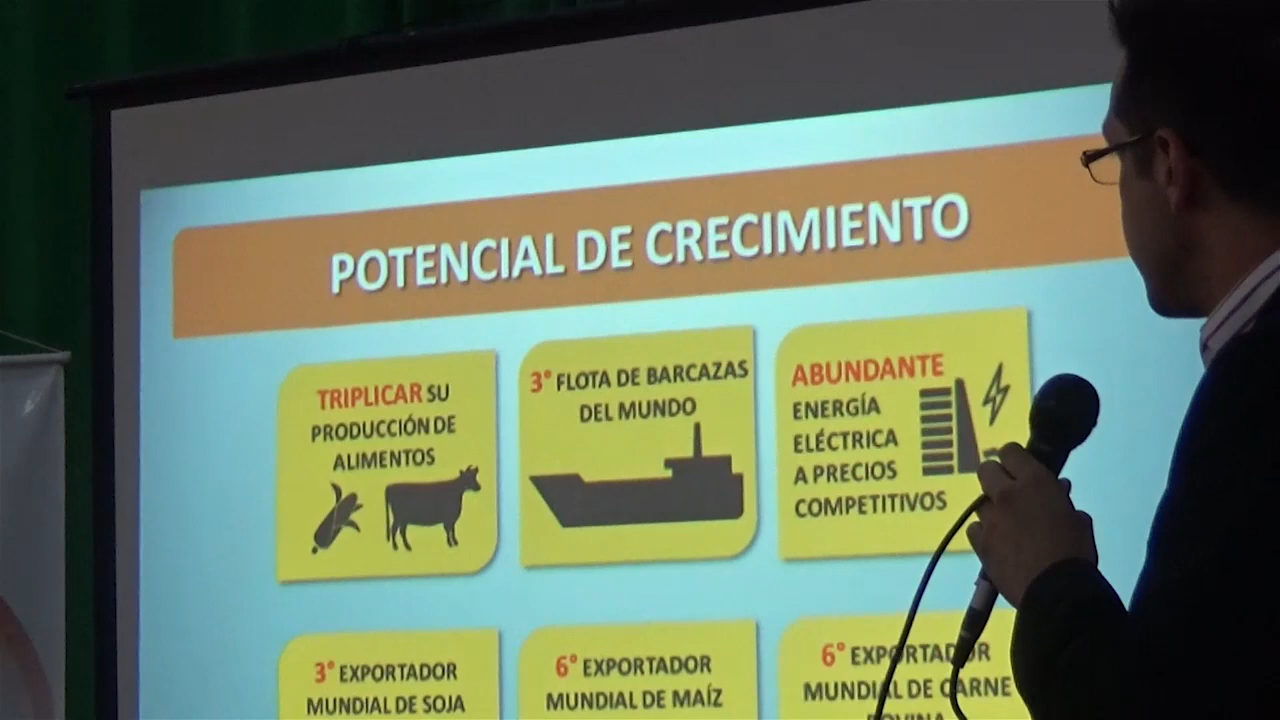 POTENCIAL DE CRECIMIENTO
TRIPLICAR SU
PRODUCCIÓN DE
ALIMENTOS
3° FLOTA DE BARCAZAS
DEL MUNDO
ABUNDANTE
ENERGÍA
ELÉCTRICA
A PRECIOS
COMPETITIVOS
3° EXPORTADOR
MUNDIAL DE SOJA
6° EXPORTADOR
MUNDIAL DE MAÍZ
6° EXPORTADOR
MUNDIAL DE CARNE
BOVINA